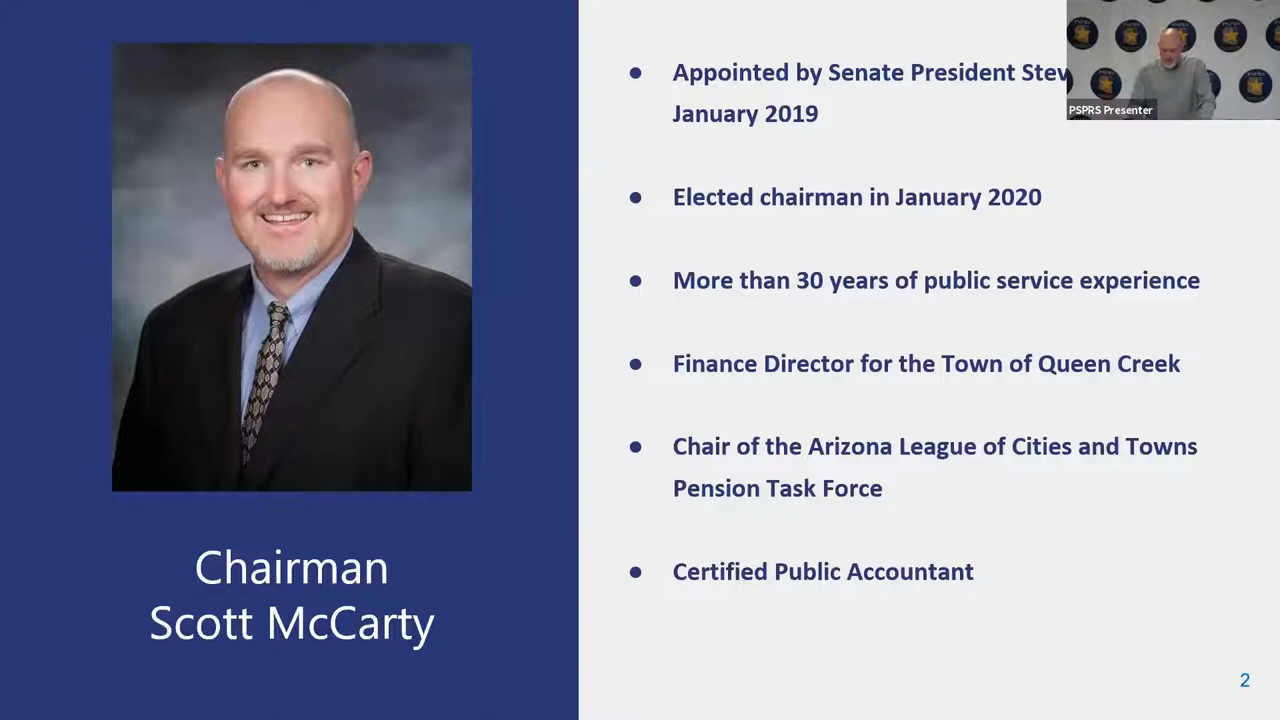 Appointed by Senate President
January 2019
PSPRS Presenter
Elected chairman in January 2020
More than 30 years of public service experience
Finance Director for the Town of Queen Creek
Chair of the Arizona League of Cities and Towns
Pension Task Force
Certified Public Accountant
Chairman
Scott McCarty
2